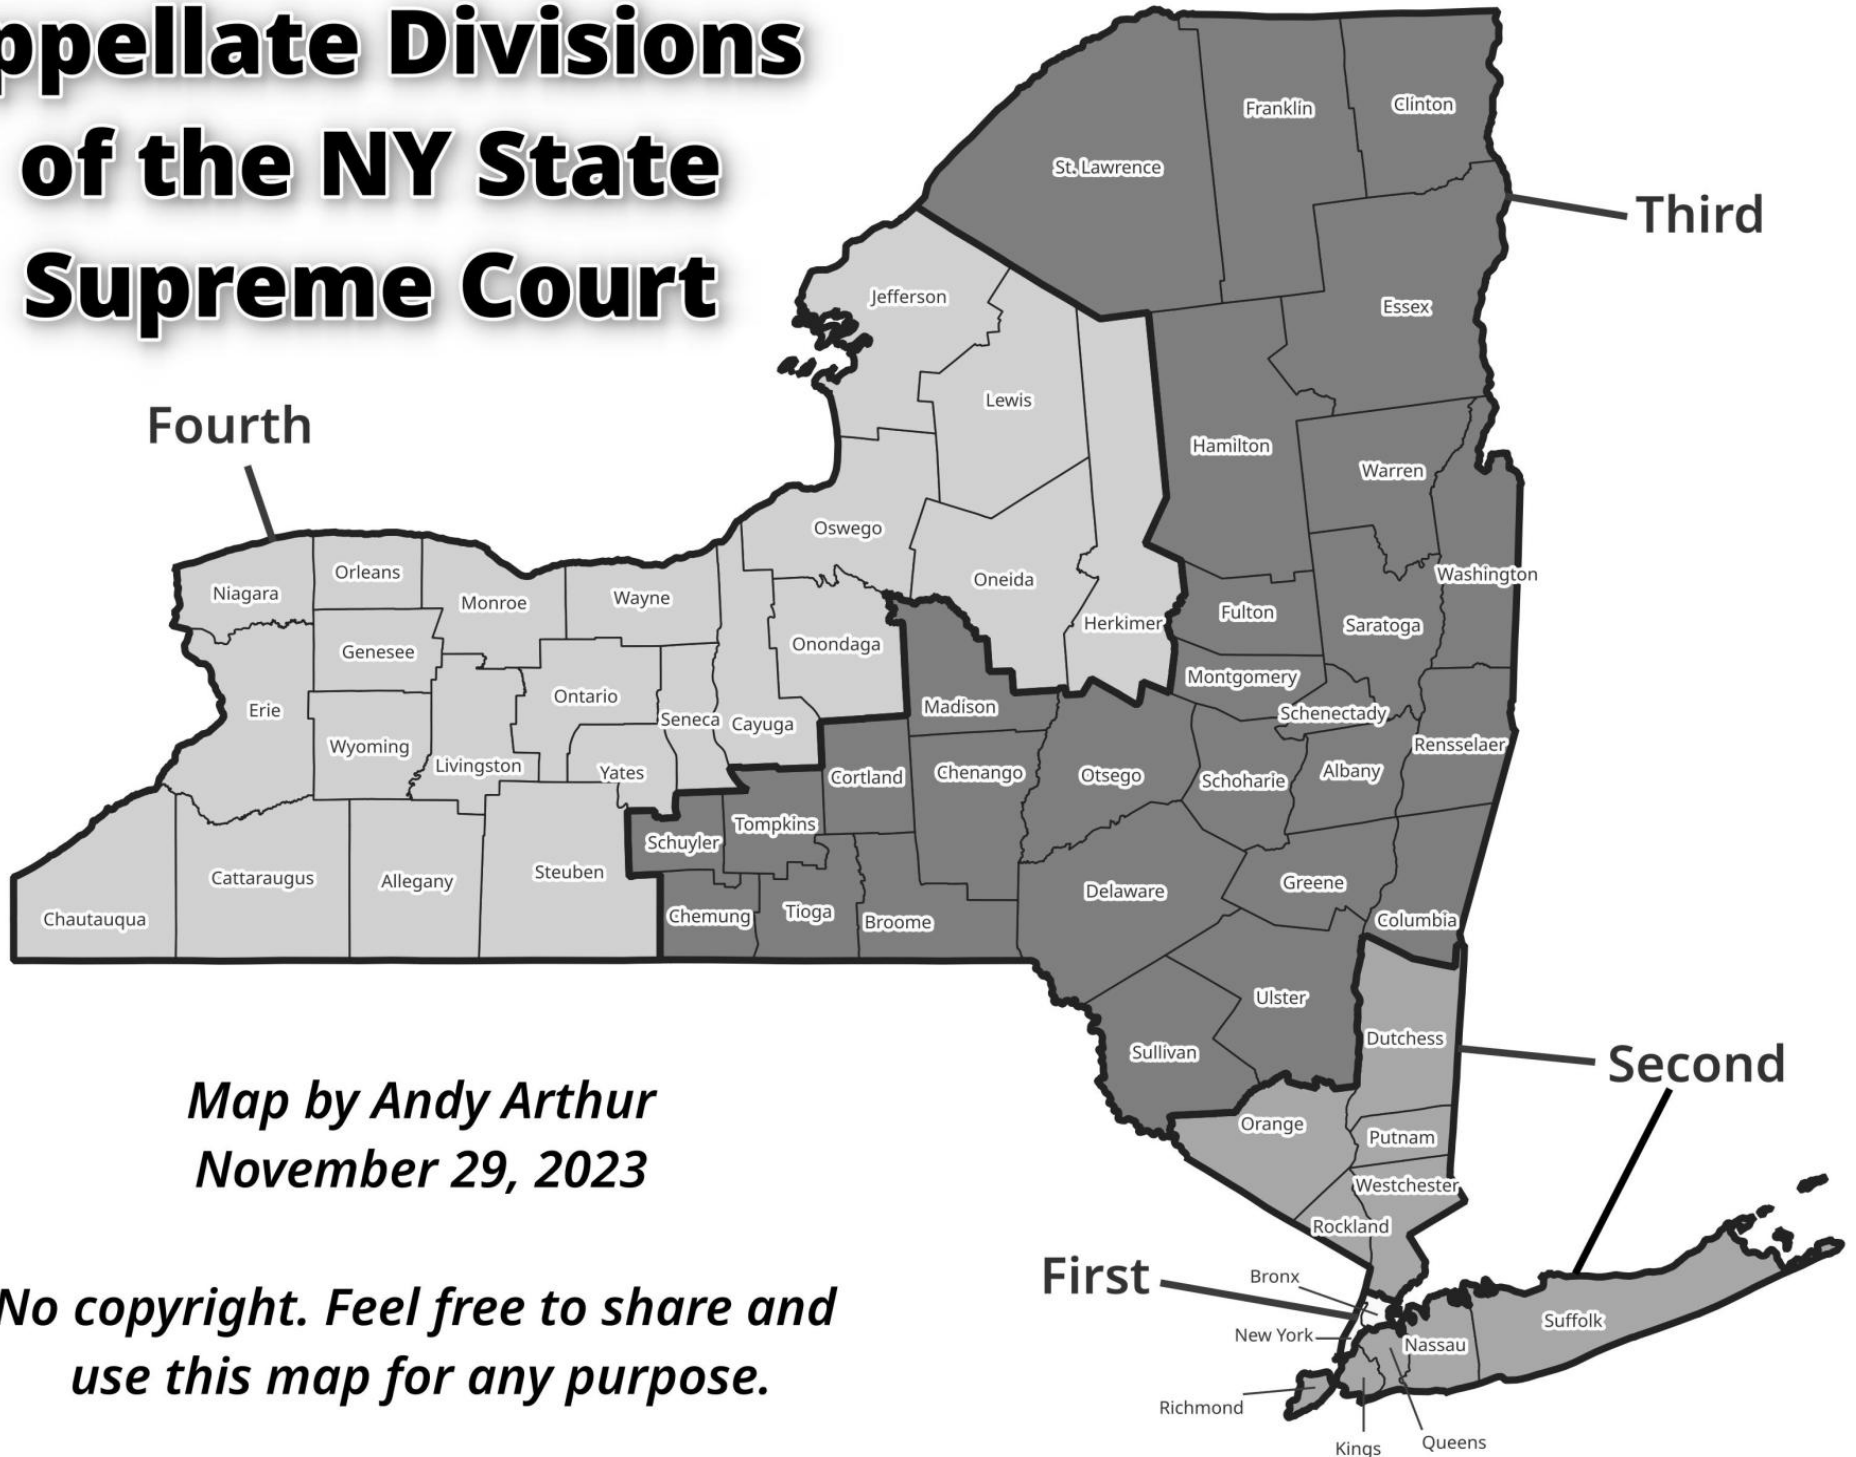 ppellate Divisions
of the NY State
Supreme Court
Fourth
Third
Second
First
Franklin
Clinton
St. Lawrence
Essex
Jefferson
Lewis
Hamilton
Warren
Washington
Oswego
Oneida
Herkimer
Fulton
Saratoga
Niagara
Orleans
Monroe
Wayne
Onondaga
Genesee
Montgomery
Erie
Ontario
Seneca
Cayuga
Madison
Schenectady
Wyoming
Livingston
Yates
Cortland
Chenango
Otsego
Schoharie
Albany
Rensselaer
Schuyler
Tompkins
Chautauqua
Cattaraugus
Allegany
Steuben
Chemung
Tioga
Broome
Delaware
Greene
Columbia
Ulster
Sullivan
Dutchess
Orange
Putnam
Westchester
Rockland
Bronx
New York
Nassau
Suffolk
Richmond
Kings
Queens
Map by Andy Arthur
November 29, 2023
No copyright. Feel free to share and
use this map for any purpose.